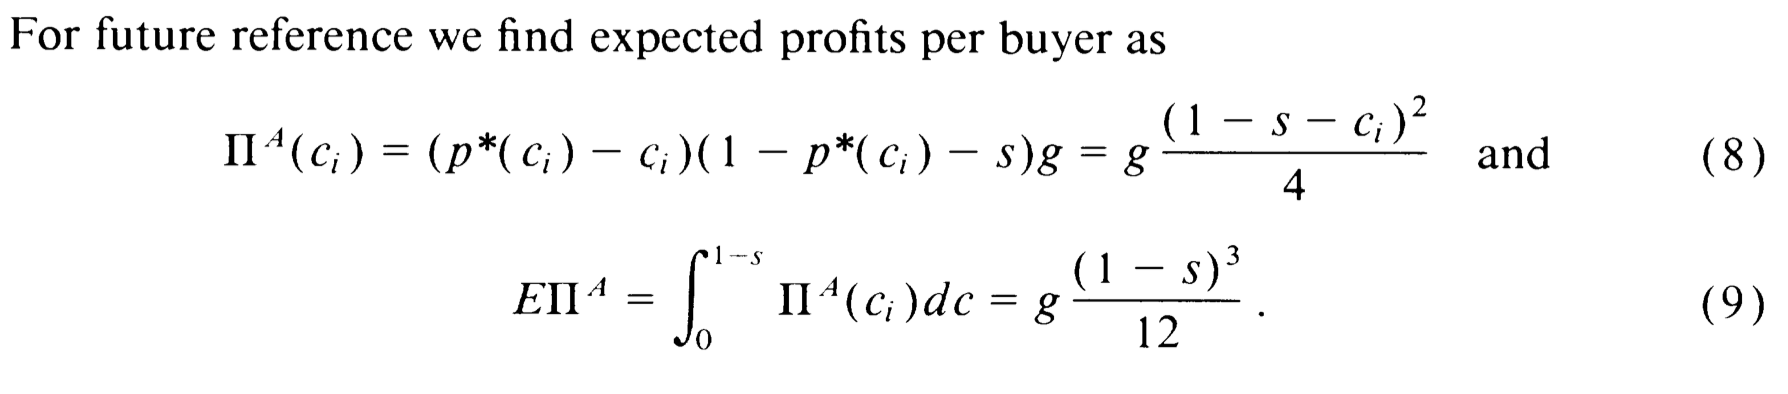 For future reference we find expected profits per buyer as
Π^A(c_i) = (p*(c_i) − c_i)(1 − p*(c_i) − s)g = g (1 − s − c_i)^2 / 4 and (8)
EΠ^A = ∫_0^{1−s} Π^A(c_i)dc = g (1 − s)^3 / 12 . (9)